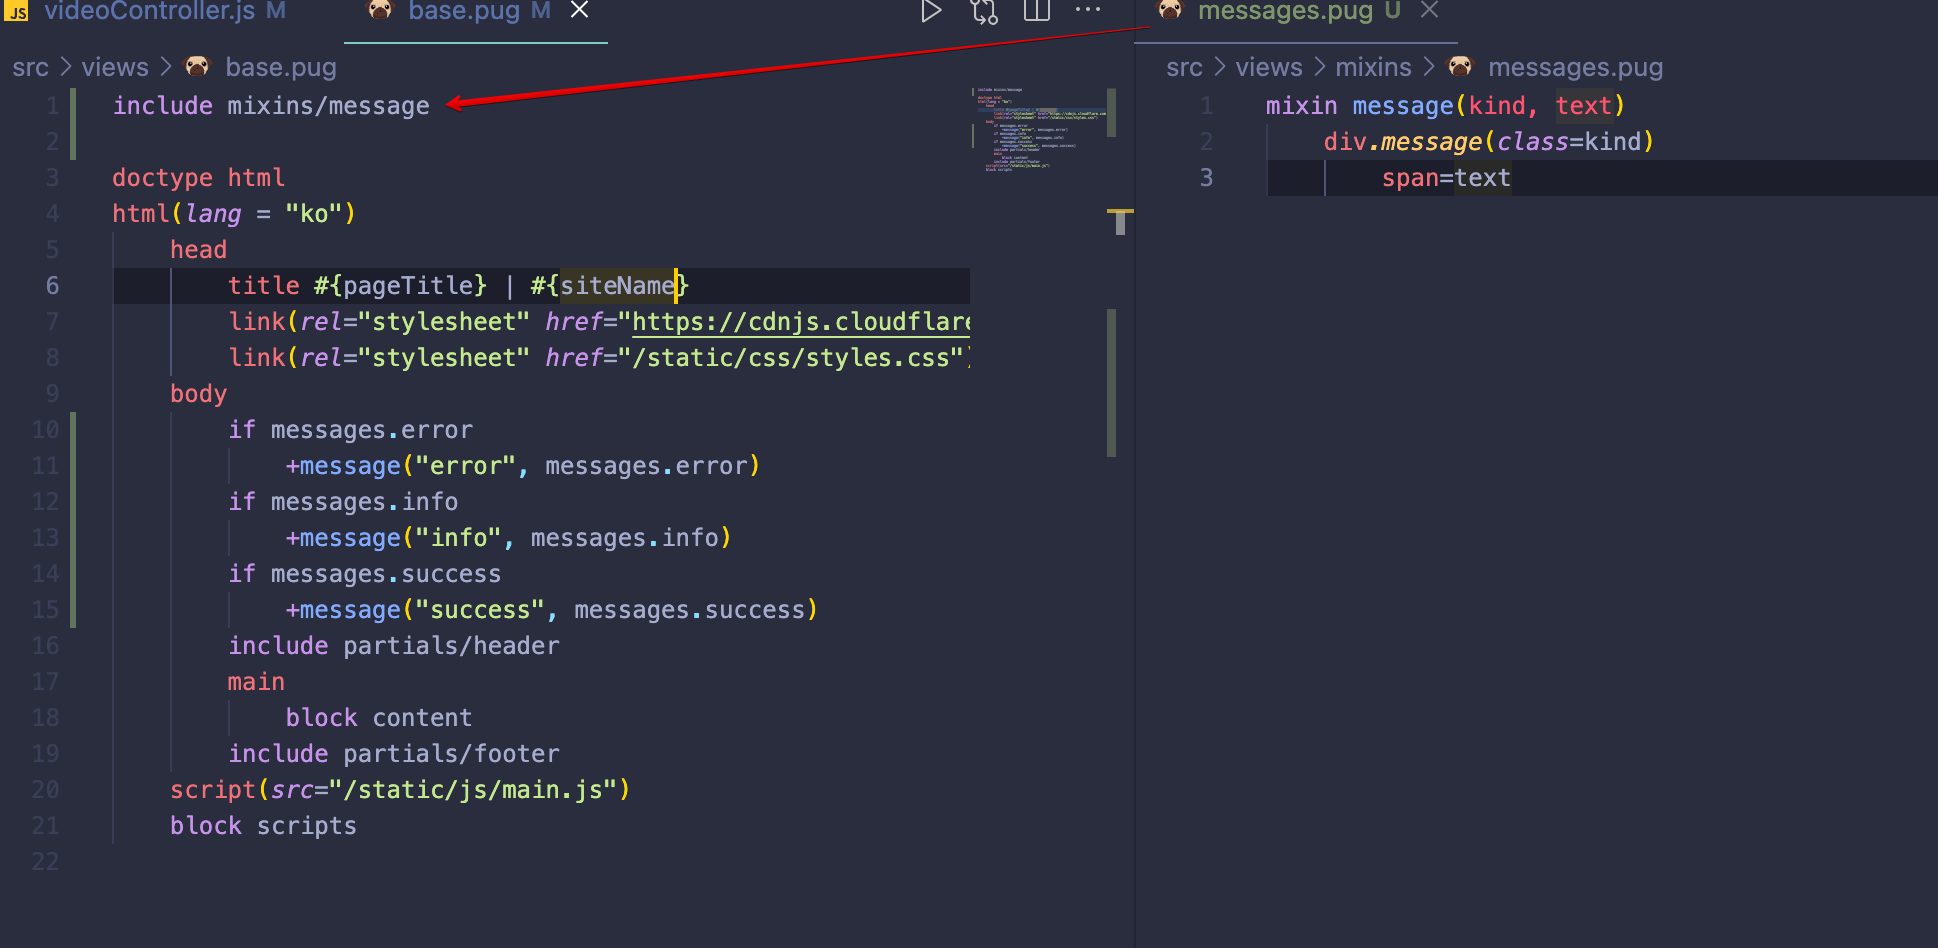 JS videoController.js M
base.pug M
messages.pug U
src > views > base.pug
1 include mixins/message
2
3 doctype html
4 html(lang = "ko")
5 head
6 title #{pageTitle} | #{siteName}
7 link(rel="stylesheet" href="https://cdnjs.cloudflare
8 link(rel="stylesheet" href="/static/css/styles.css")
9 body
10 if messages.error
11 +message("error", messages.error)
12 if messages.info
13 +message("info", messages.info)
14 if messages.success
15 +message("success", messages.success)
16 include partials/header
17 main
18 block content
19 include partials/footer
20 script(src="/static/js/main.js")
21 block scripts
22
src > views > mixins > messages.pug
1 mixin message(kind, text)
2 div.message(class=kind)
3 span=text